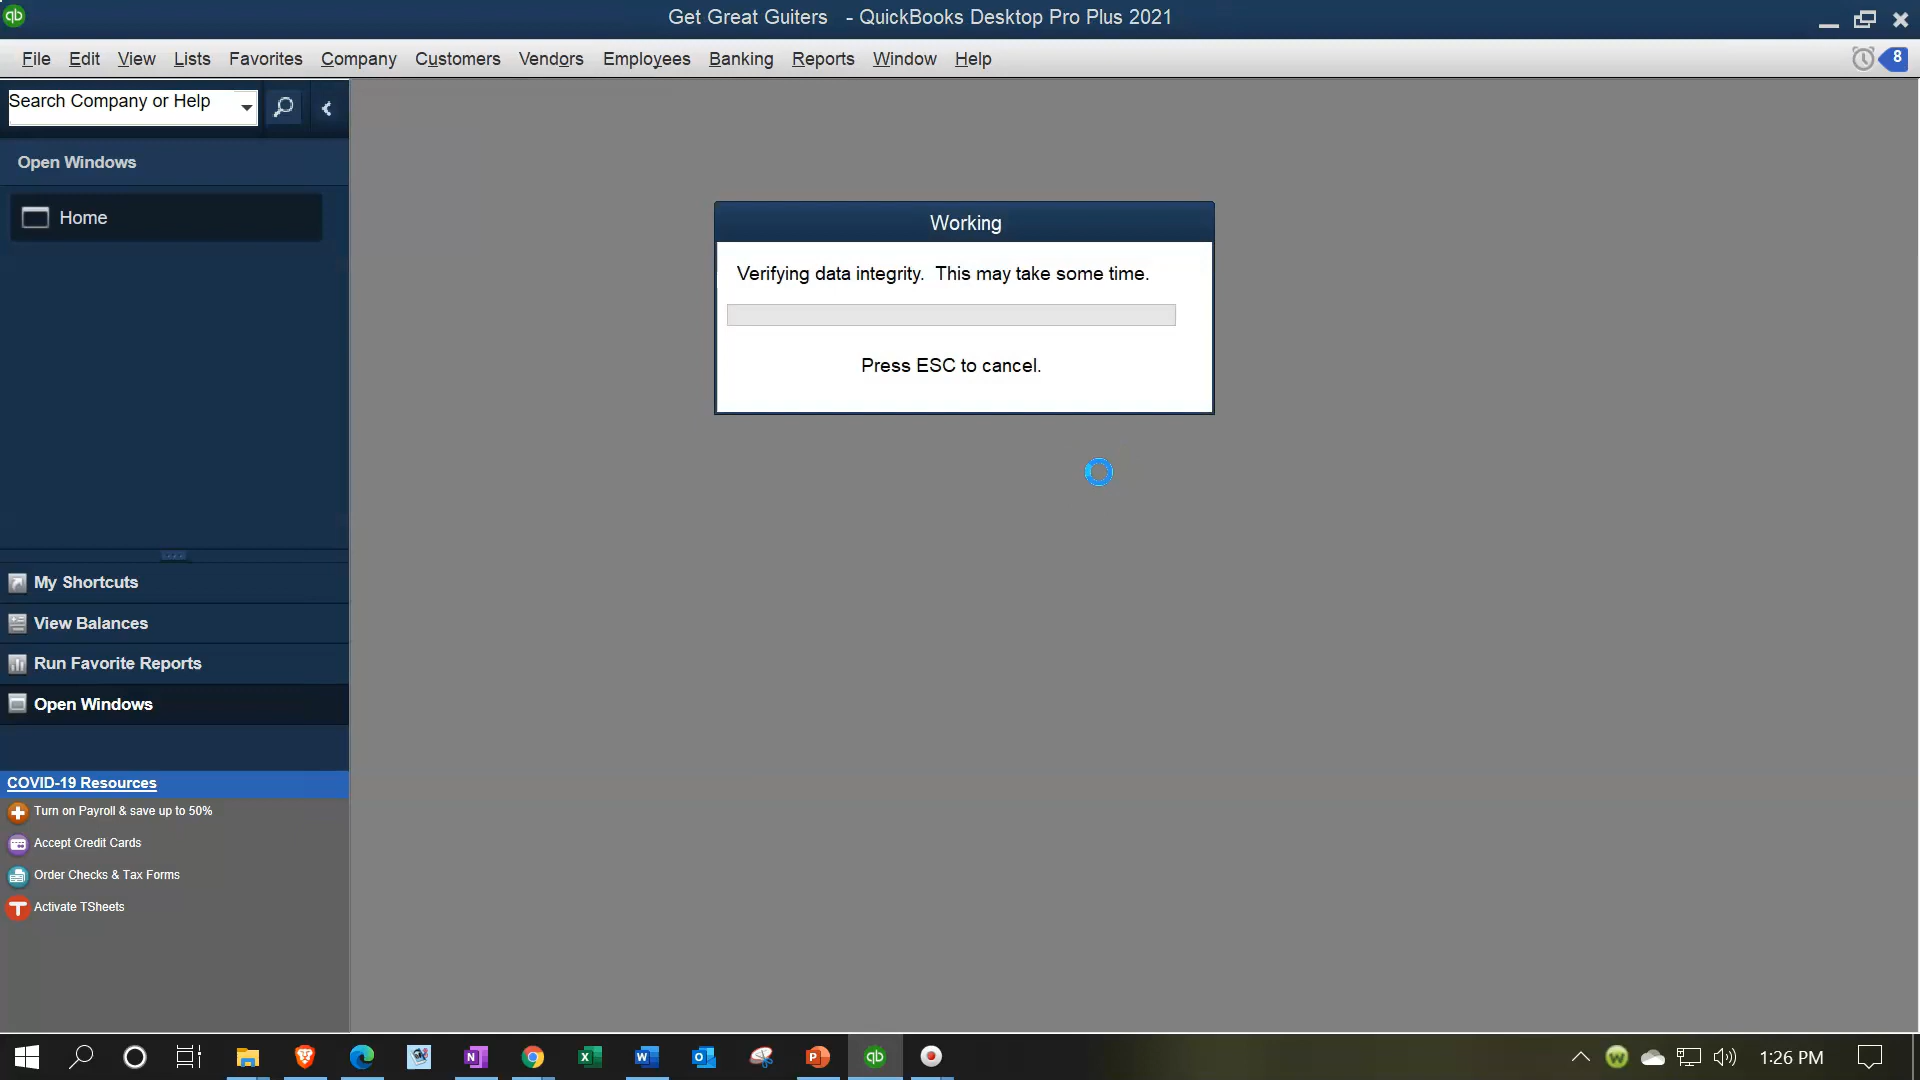 qb
Get Great Guiters - QuickBooks Desktop Pro Plus 2021
File Edit View Lists Favorites Company Customers Vendors Employees Banking Reports Window Help
8
Search Company or Help
Open Windows
Home
Working
Verifying data integrity. This may take some time.
Press ESC to cancel.
My Shortcuts
View Balances
Run Favorite Reports
Open Windows
COVID-19 Resources
Turn on Payroll & save up to 50%
Accept Credit Cards
Order Checks & Tax Forms
Activate TSheets
1:26 PM